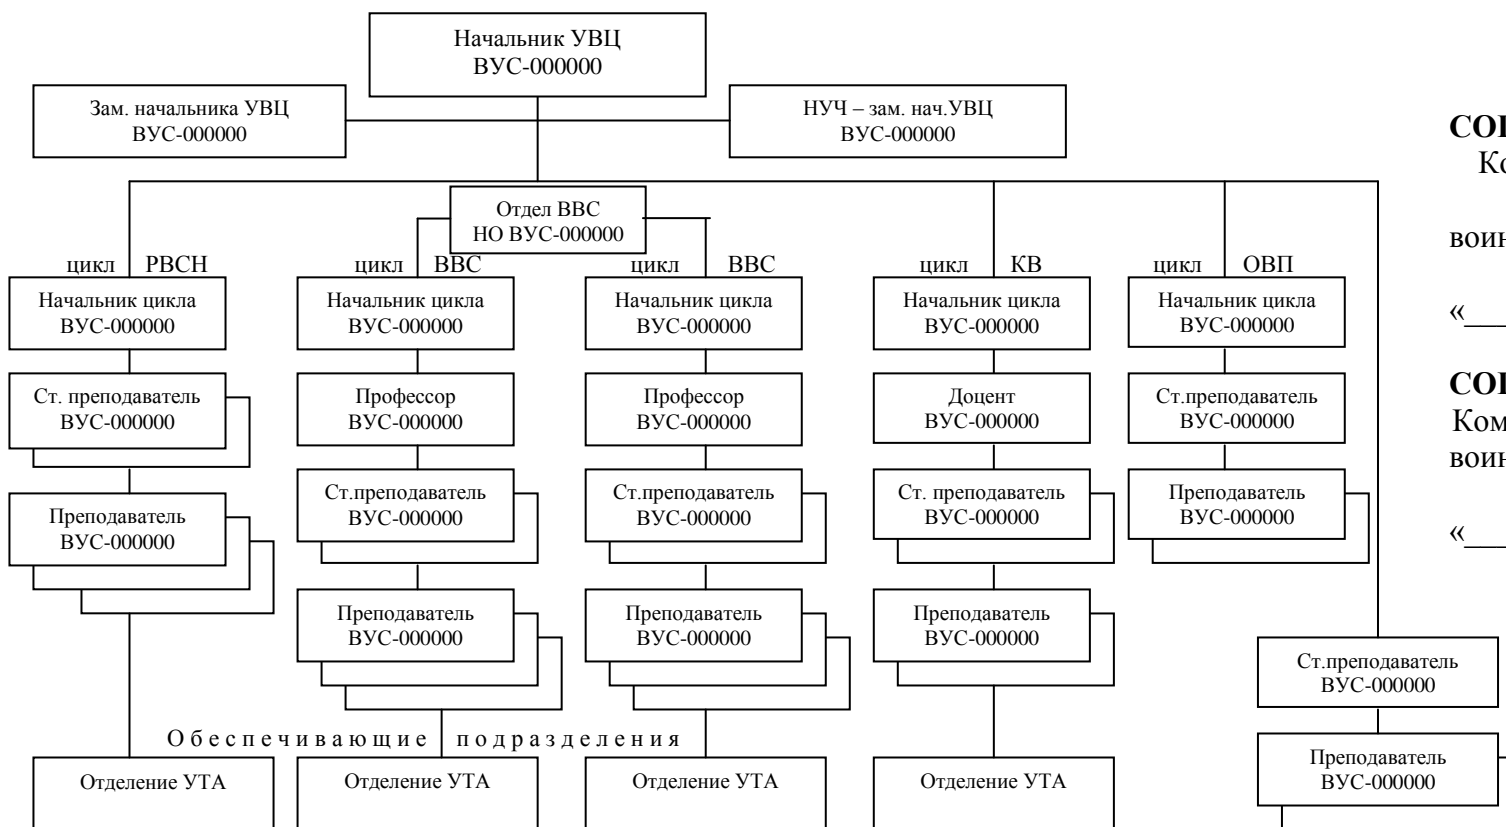 Начальник УВЦ
ВУС-000000
Зам. начальника УВЦ
ВУС-000000
НУЧ – зам. нач.УВЦ
ВУС-000000
Отдел ВВС
НО ВУС-000000
цикл РВСН
цикл ВВС
цикл ВВС
цикл КВ
цикл ОВП
Начальник цикла
ВУС-000000
Начальник цикла
ВУС-000000
Начальник цикла
ВУС-000000
Начальник цикла
ВУС-000000
Начальник цикла
ВУС-000000
Ст. преподаватель
ВУС-000000
Профессор
ВУС-000000
Профессор
ВУС-000000
Доцент
ВУС-000000
Ст.преподаватель
ВУС-000000
Преподаватель
ВУС-000000
Ст.преподаватель
ВУС-000000
Ст.преподаватель
ВУС-000000
Ст. преподаватель
ВУС-000000
Преподаватель
ВУС-000000
Преподаватель
ВУС-000000
Преподаватель
ВУС-000000
Преподаватель
ВУС-000000
Ст.преподаватель
ВУС-000000
Преподаватель
ВУС-000000
Обеспечивающие подразделения
Отделение УТА
Отделение УТА
Отделение УТА
Отделение УТА
«___
«___